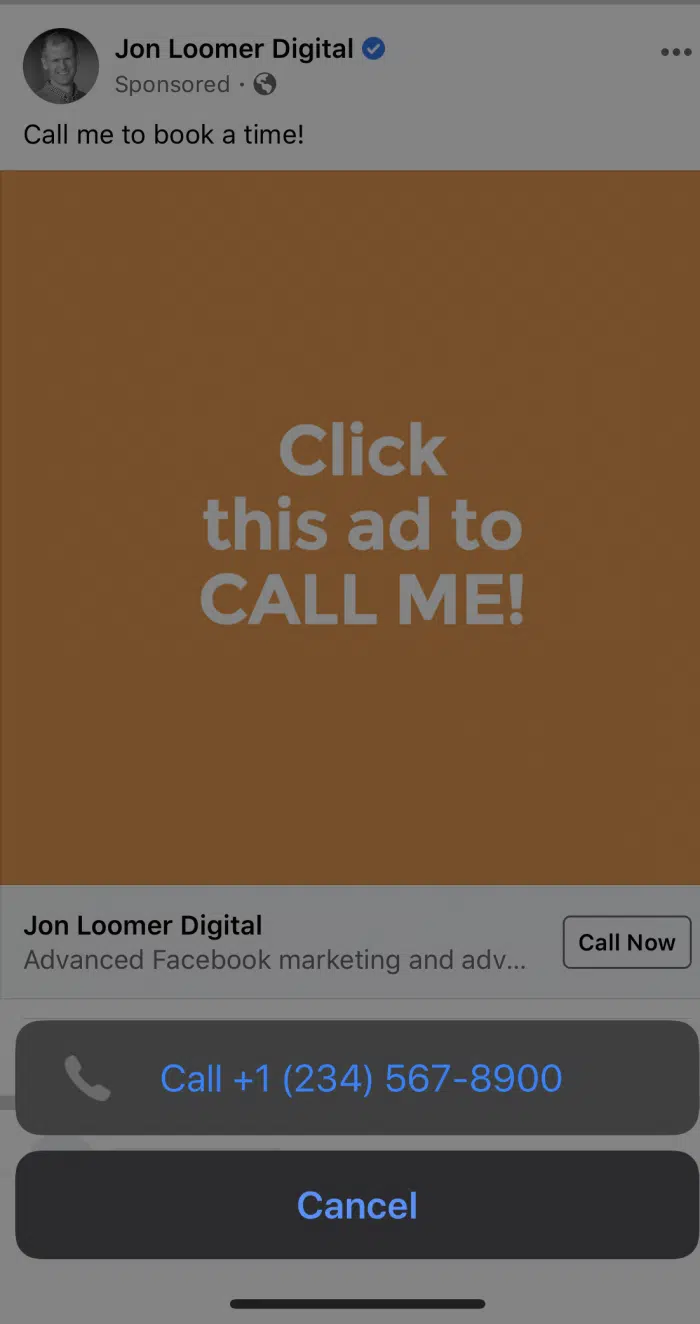 Jon Loomer Digital
Sponsored ·
Call me to book a time!
Click
this ad to
CALL ME!
Jon Loomer Digital
Advanced Facebook marketing and adv...
Call Now
Call +1 (234) 567-8900
Cancel